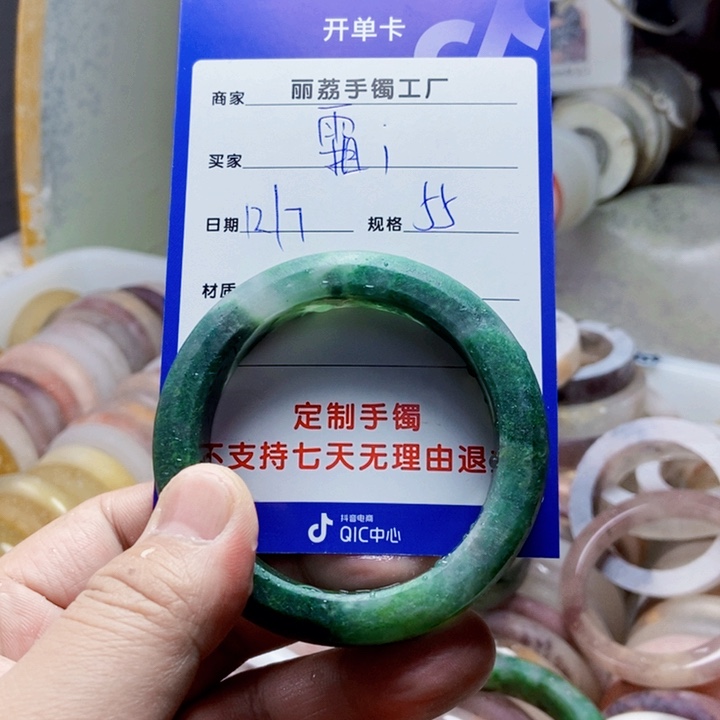 开单卡
商家 丽荔手镯工厂
买家 霜i
日期 12/7 规格 55
材质
定制手镯
不支持七天无理由退
抖音电商
QIC中心